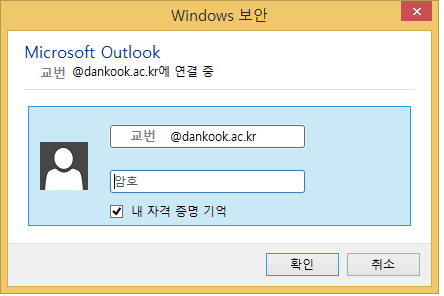 Windows 보안
Microsoft Outlook
교번 @dankook.ac.kr에 연결 중
교번 @dankook.ac.kr
암호
내 자격 증명 기억
확인 취소